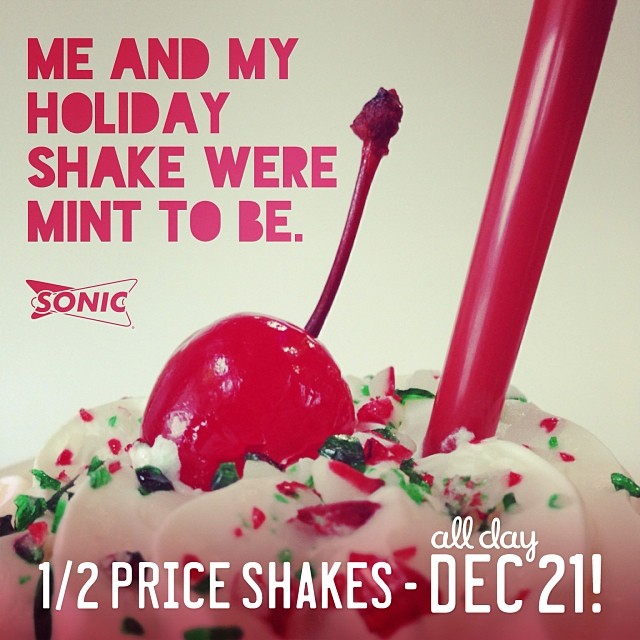 ME AND MY
HOLIDAY
SHAKE WERE
MINT TO BE.
SONIC
all day
1/2 PRICE SHAKES - DEC 21!